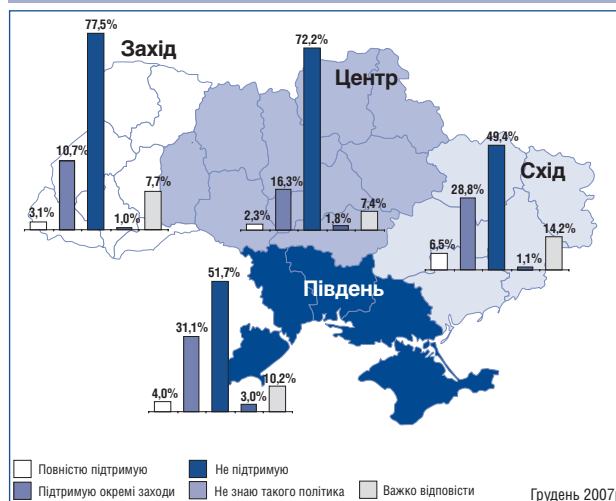 Захід
3,1%
10,7%
77,5%
1,0%
7,7%
Центр
2,3%
16,3%
72,2%
1,8%
7,4%
Схід
6,5%
28,8%
49,4%
1,1%
14,2%
Південь
4,0%
31,1%
51,7%
3,0%
10,2%
Повністю підтримую
Не підтримую
Підтримую окремі заходи
Не знаю такого політика
Важко відповісти
Грудень 2007